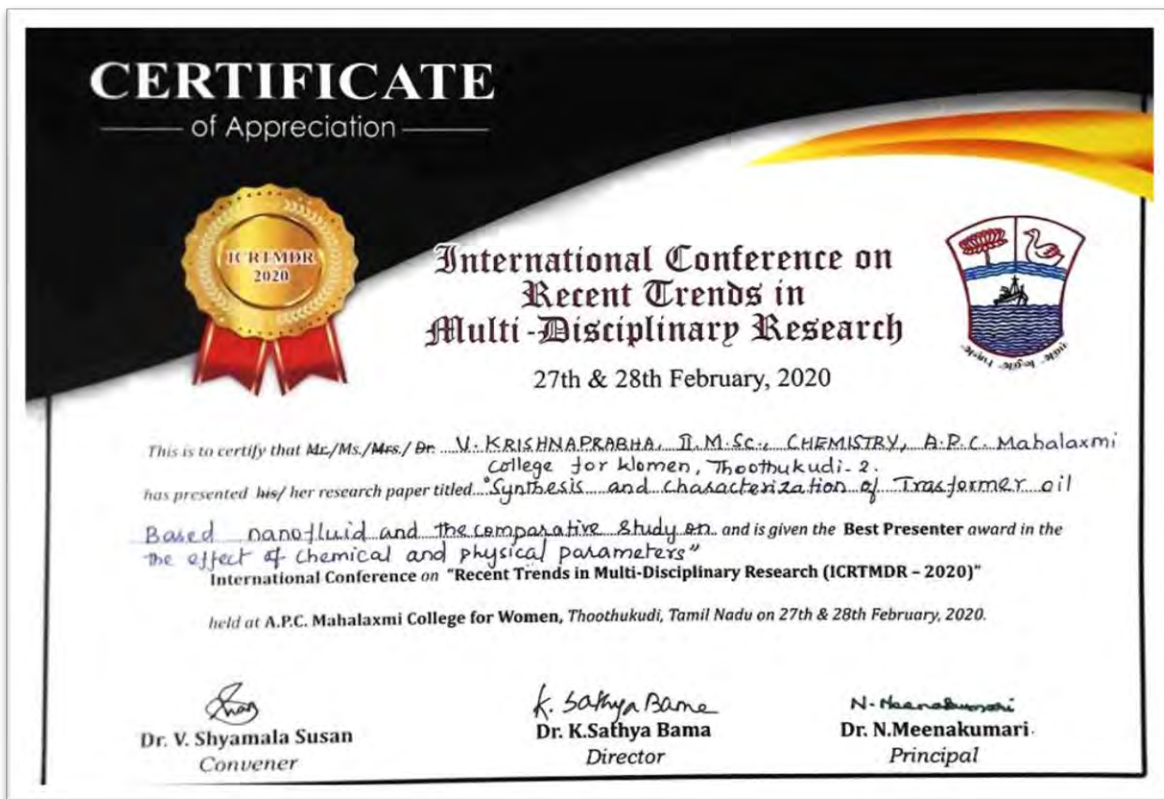 CERTIFICATE
of Appreciation
ICRTMDR
2020
International Conference on
Recent Trends in
Multi-Disciplinary Research
27th & 28th February, 2020
This is to certify that Mr./Ms./Mrs./ Dr. V. KRISHNAPRABHA, II. M. Sc., CHEMISTRY, A.P.C. Mahalaxmi
College for Women, Thoothukudi-2.
has presented his/ her research paper titled "Synthesis and characterization of Trasformer oil
Based nanofluid and the comparative study on and is given the Best Presenter award in the
the effect of chemical and physical parameters"
International Conference on "Recent Trends in Multi-Disciplinary Research (ICRTMDR – 2020)"
held at A.P.C. Mahalaxmi College for Women, Thoothukudi, Tamil Nadu on 27th & 28th February, 2020.
K. Sathya Bame N. Meenakumari
Dr. V. Shyamala Susan Dr. K.Sathya Bama Dr. N.Meenakumari.
Convener Director Principal